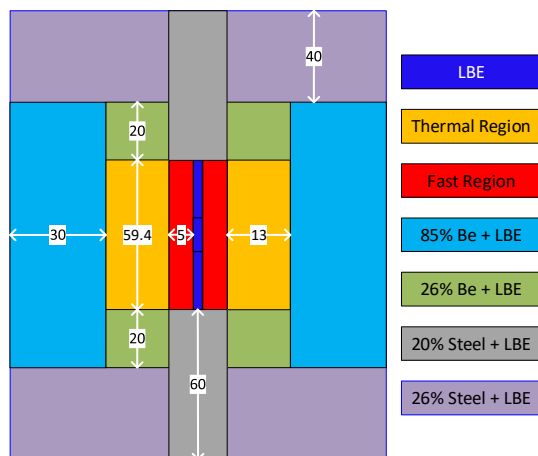 40
LBE
20
Thermal Region
Fast Region
30
59.4
5
13
85% Be + LBE
26% Be + LBE
20
20% Steel + LBE
60
26% Steel + LBE